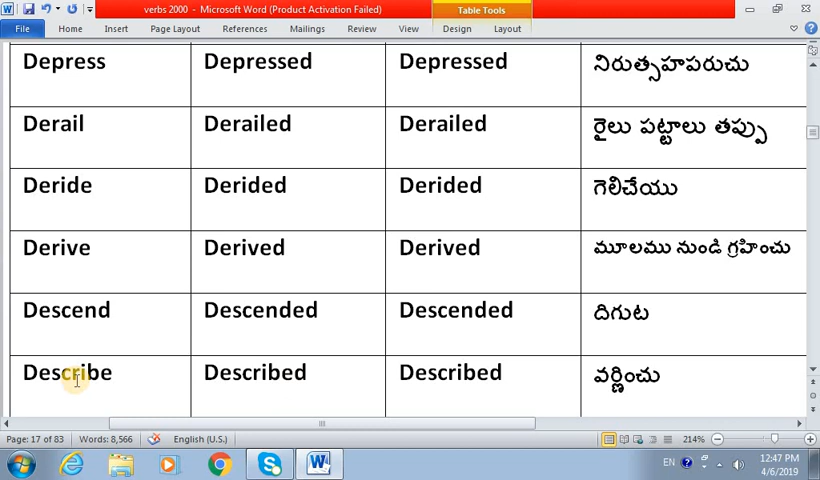 verbs 2000 - Microsoft Word (Product Activation Failed)
Table Tools
File Home Insert Page Layout References Mailings Review View Design Layout
Depress Depressed Depressed నిరుత్సహపరుచు
Derail Derailed Derailed రైలు పట్టాలు తప్పు
Deride Derided Derided గెలిచేయు
Derive Derived Derived మూలము నుండి గ్రహించు
Descend Descended Descended దిగుట
Describe Described Described వర్ణించు
Page: 17 of 83 Words: 8,566 English (U.S.) 214%
EN 12:47 PM
4/6/2019